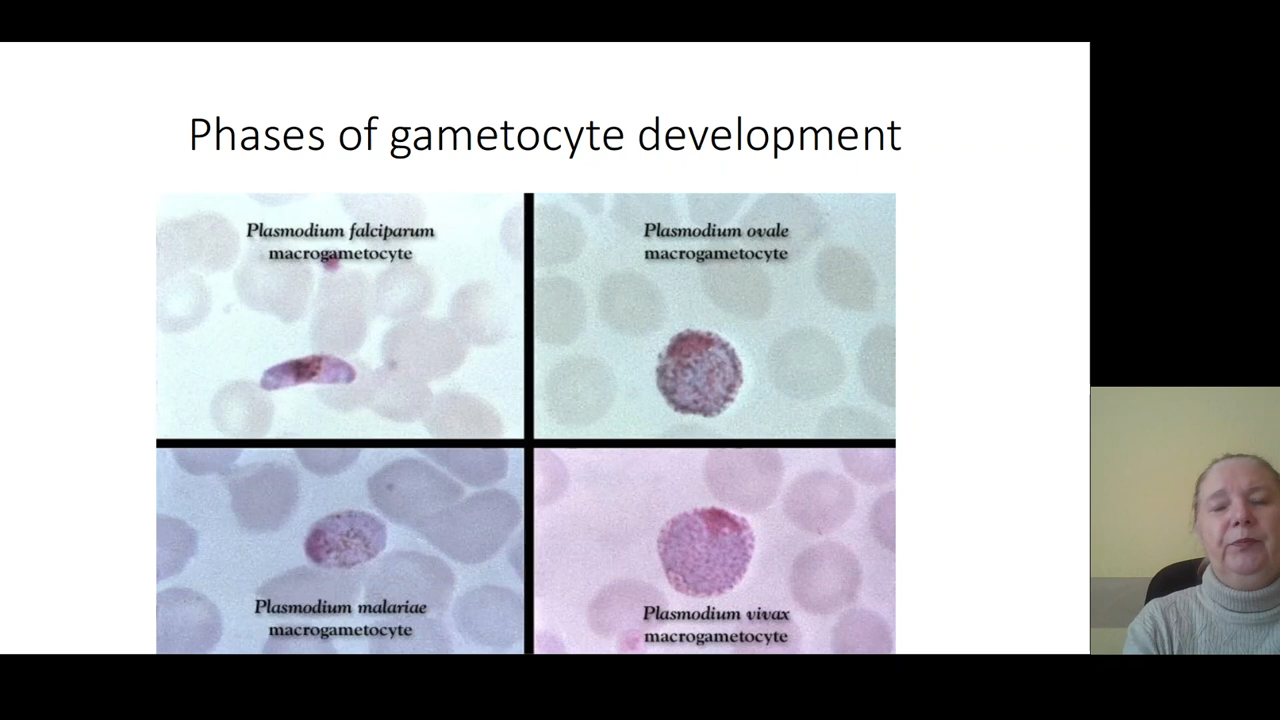 Phases of gametocyte development
Plasmodium falciparum
macrogametocyte
Plasmodium ovale
macrogametocyte
Plasmodium malariae
macrogametocyte
Plasmodium vivax
macrogametocyte